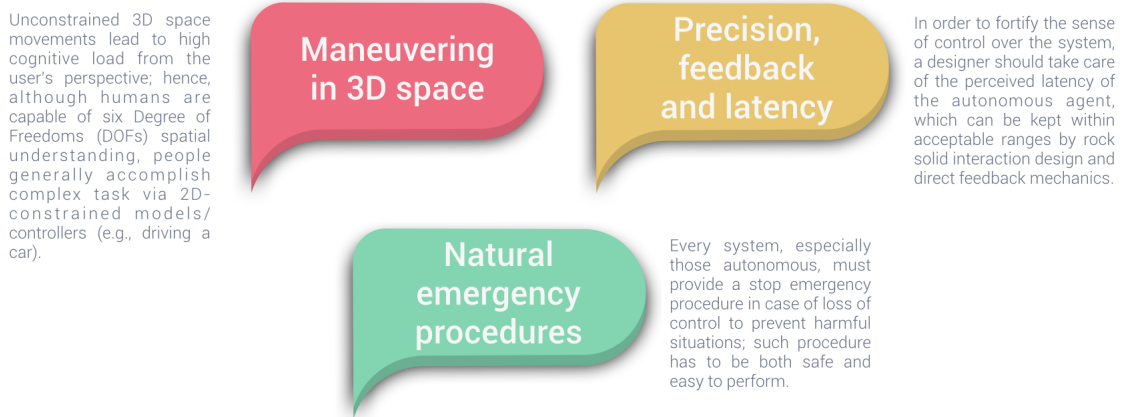 Unconstrained 3D space
movements lead to high
cognitive load from the
user's perspective; hence,
although humans are
capable of six Degree of
Freedoms (DOFs) spatial
understanding, people
generally accomplish
complex task via 2D-
constrained models/
controllers (e.g., driving a
car).
Maneuvering
in 3D space
Precision,
feedback
and latency
In order to fortify the sense
of control over the system,
a designer should take care
of the perceived latency of
the autonomous agent,
which can be kept within
acceptable ranges by rock
solid interaction design and
direct feedback mechanics.
Natural
emergency
procedures
Every system, especially
those autonomous, must
provide a stop emergency
procedure in case of loss of
control to prevent harmful
situations; such procedure
has to be both safe and
easy to perform.